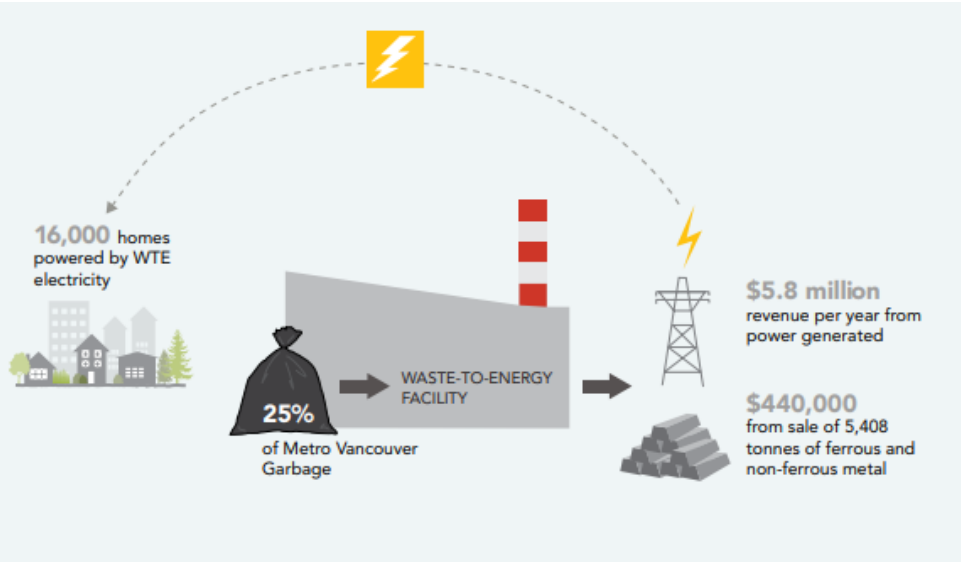 16,000 homes
powered by WTE
electricity
25%
of Metro Vancouver
Garbage
WASTE-TO-ENERGY
FACILITY
$5.8 million
revenue per year from
power generated
$440,000
from sale of 5,408
tonnes of ferrous and
non-ferrous metal